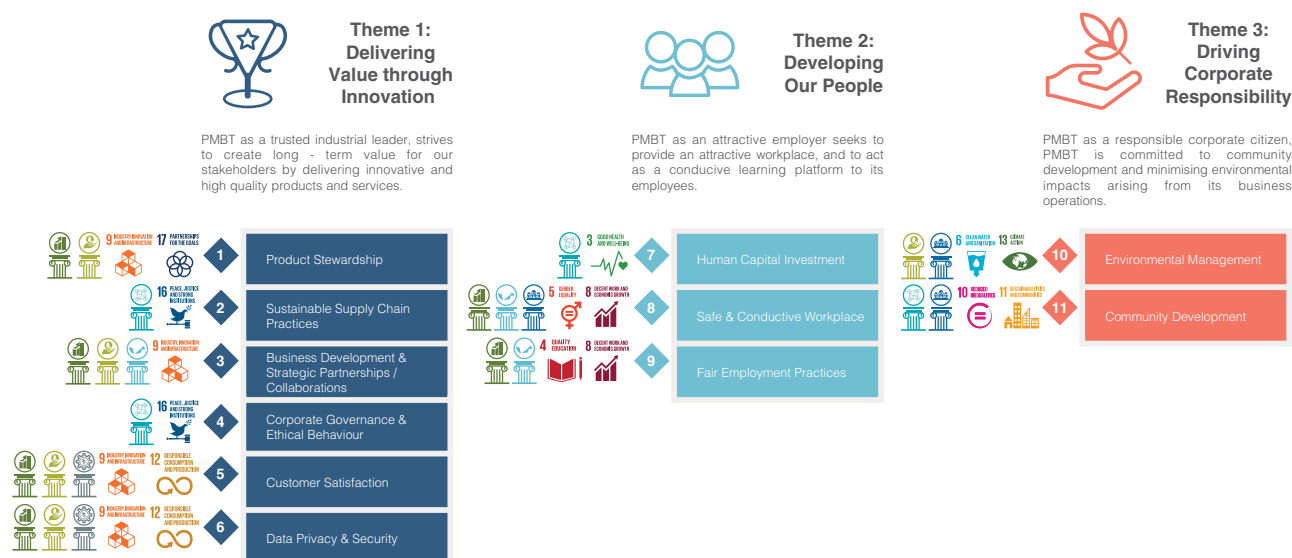 Theme 1:
Delivering
Value through
Innovation
PMBT as a trusted industrial leader, strives
to create long - term value for our
stakeholders by delivering innovative and
high quality products and services.
9 INDUSTRY, INNOVATION
AND INFRASTRUCTURE
17 PARTNERSHIPS
FOR THE GOALS
1
Product Stewardship
16 PEACE, JUSTICE
AND STRONG
INSTITUTIONS
2
Sustainable Supply Chain
Practices
9 INDUSTRY, INNOVATION
AND INFRASTRUCTURE
3
Business Development &
Strategic Partnerships /
Collaborations
16 PEACE, JUSTICE
AND STRONG
INSTITUTIONS
4
Corporate Governance &
Ethical Behaviour
9 INDUSTRY, INNOVATION
AND INFRASTRUCTURE
12 RESPONSIBLE
CONSUMPTION
AND PRODUCTION
5
Customer Satisfaction
9 INDUSTRY, INNOVATION
AND INFRASTRUCTURE
12 RESPONSIBLE
CONSUMPTION
AND PRODUCTION
6
Data Privacy & Security
Theme 2:
Developing
Our People
PMBT as an attractive employer seeks to
provide an attractive workplace, and to act
as a conducive learning platform to its
employees.
3 GOOD HEALTH
AND WELL-BEING
7
Human Capital Investment
5 GENDER
EQUALITY
8 DECENT WORK AND
ECONOMIC GROWTH
8
Safe & Conductive Workplace
4 QUALITY
EDUCATION
8 DECENT WORK AND
ECONOMIC GROWTH
9
Fair Employment Practices
Theme 3:
Driving
Corporate
Responsibility
PMBT as a responsible corporate citizen,
PMBT is committed to community
development and minimising environmental
impacts arising from its business
operations.
6 CLEAN WATER
AND SANITATION
13 CLIMATE
ACTION
10
Environmental Management
10 REDUCED
INEQUALITIES
11 SUSTAINABLE CITIES
AND COMMUNITIES
11
Community Development